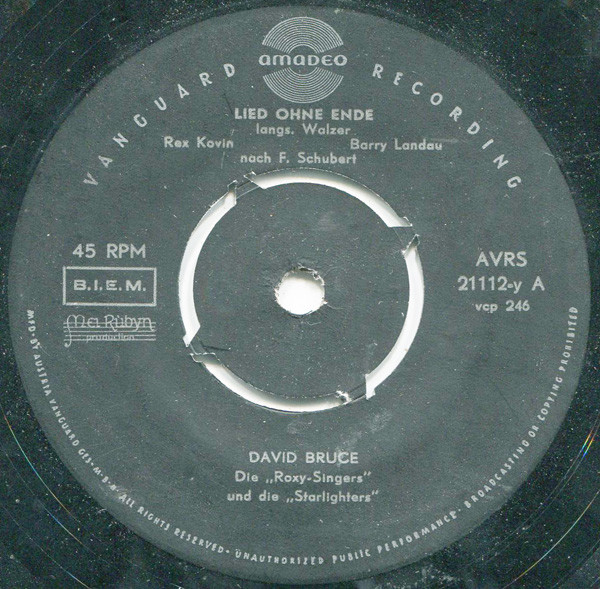 amadeo
VANGUARD RECORDING
LIED OHNE ENDE
langs. Walzer
Rex Kovin Barry Landau
nach F. Schubert
45 RPM
B.I.E.M.
Mac Rubyn
production
AVRS
21112-y A
vcp 246
DAVID BRUCE
Die „Roxy-Singers"
und die „Starlighters"
MFD. BY AUSTRIA VANGUARD GES•M•B•H ALL RIGHTS RESERVED • UNAUTHORIZED PUBLIC PERFORMANCE • BROADCASTING OR COPYING PROHIBITED